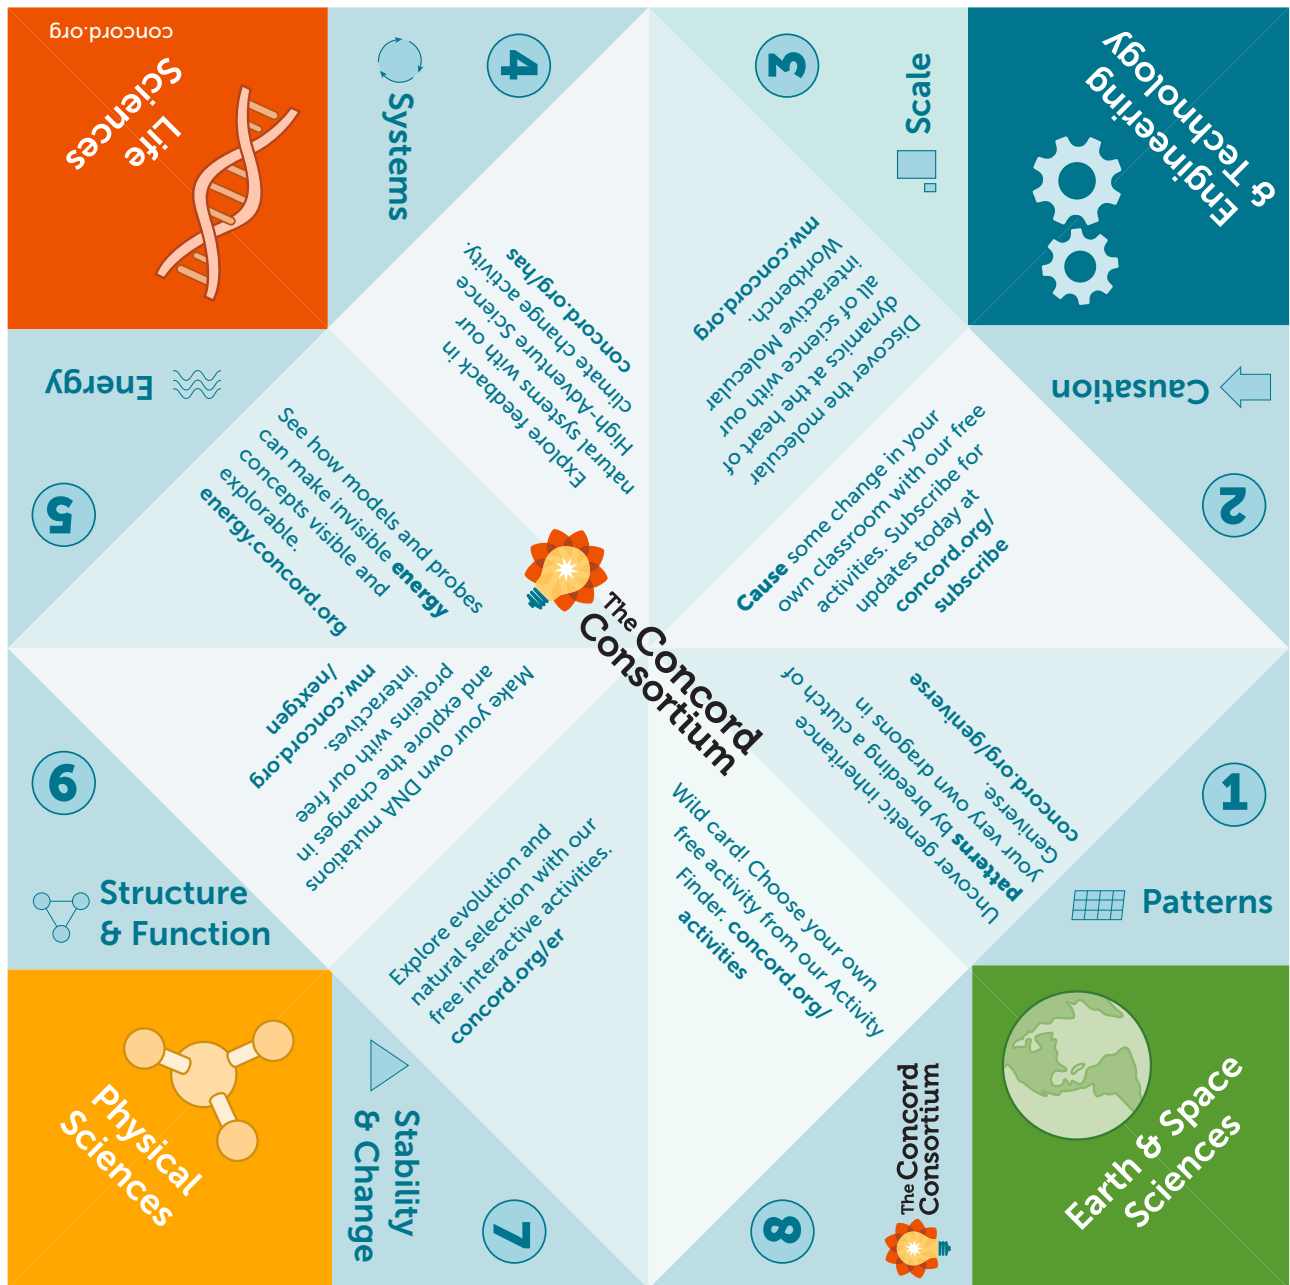 concord.org
Life
Sciences
Systems
4
3
Scale
Engineering
& Technology
Explore feedback in
natural systems with our
High-Adventure Science
climate change activity.
concord.org/has
Discover the molecular
dynamics at the heart of
all of science with our
interactive Molecular
Workbench.
mw.concord.org
Energy
5
See how models and probes
can make invisible energy
concepts visible and
explorable.
energy.concord.org
Causation
2
Cause some change in your
own classroom with our free
activities. Subscribe for
updates today at
concord.org/
subscribe
The Concord
Consortium
6
Structure
& Function
Make your own DNA mutations
and explore the changes in
proteins with our free
interactives.
mw.concord.org
/nextgen
1
Patterns
Uncover genetic inheritance
patterns by breeding a clutch of
your very own dragons in
Geniverse.
concord.org/geniverse
Explore evolution and
natural selection with our
free interactive activities.
concord.org/er
Wild card! Choose your own
free activity from our Activity
Finder. concord.org/
activities
Physical
Sciences
Stability
& Change
7
8
The Concord
Consortium
Earth & Space
Sciences